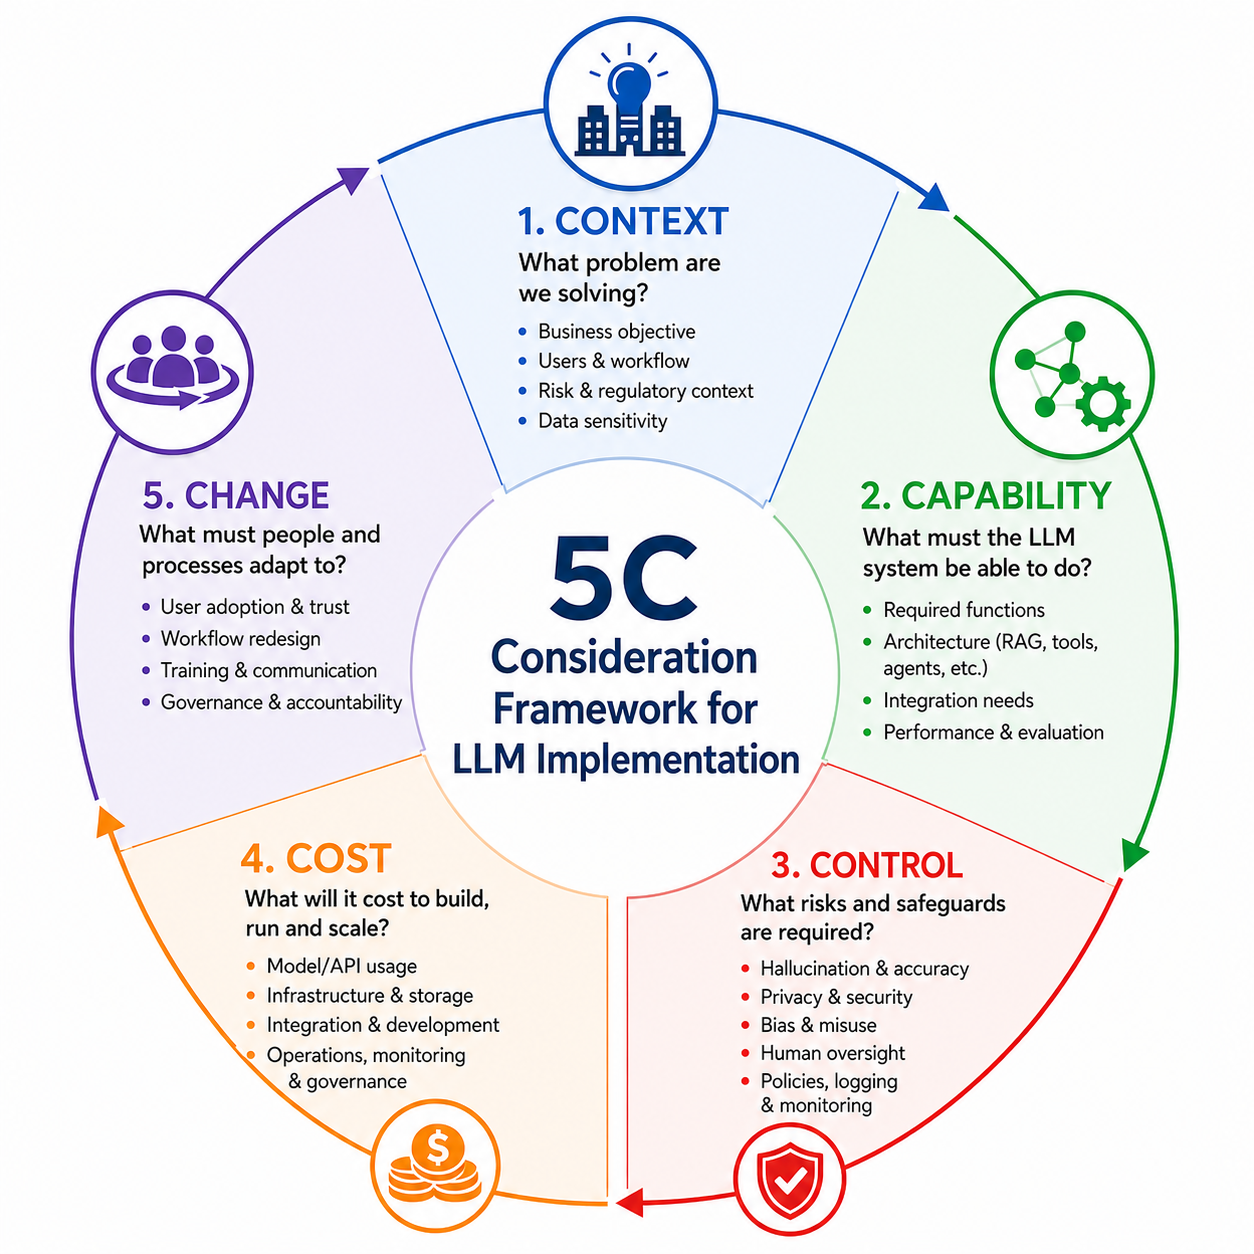 1. CONTEXT
What problem are
we solving?
• Business objective
• Users & workflow
• Risk & regulatory context
• Data sensitivity
2. CAPABILITY
What must the LLM
system be able to do?
• Required functions
• Architecture (RAG, tools,
agents, etc.)
• Integration needs
• Performance & evaluation
3. CONTROL
What risks and safeguards
are required?
• Hallucination & accuracy
• Privacy & security
• Bias & misuse
• Human oversight
• Policies, logging
& monitoring
4. COST
What will it cost to build,
run and scale?
• Model/API usage
• Infrastructure & storage
• Integration & development
• Operations, monitoring
& governance
$
5. CHANGE
What must people and
processes adapt to?
• User adoption & trust
• Workflow redesign
• Training & communication
• Governance & accountability
5C
Consideration
Framework for
LLM Implementation